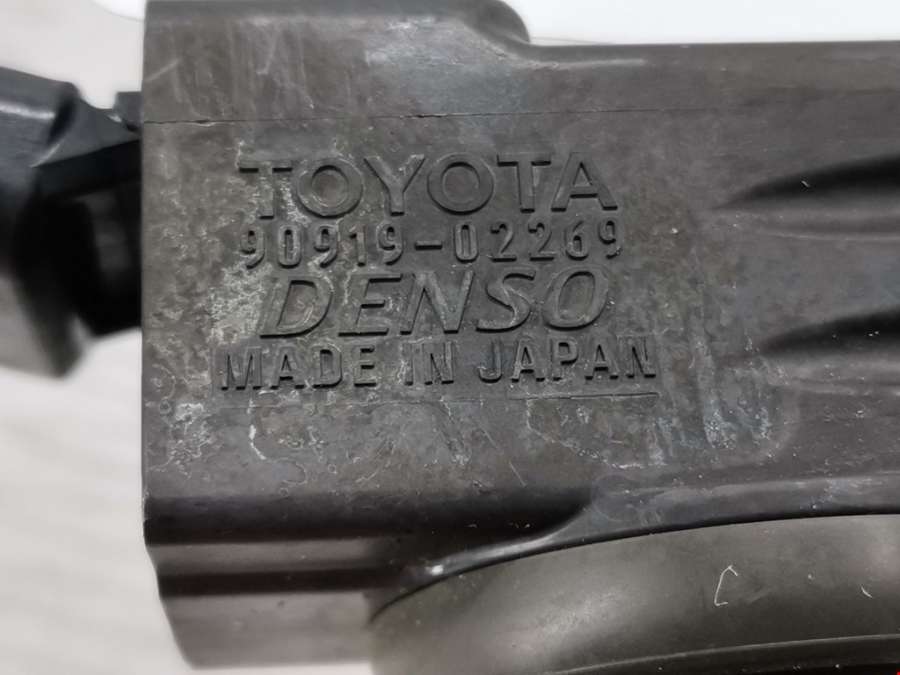 TOYOTA
90919-02269
DENSO
MADE IN JAPAN